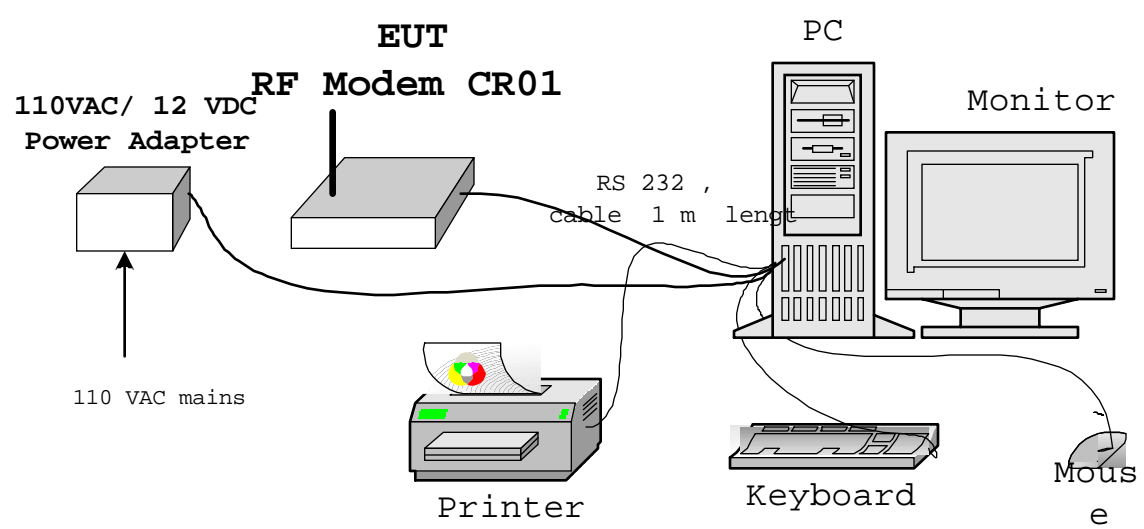 EUT
RF Modem CR01
PC
110VAC/ 12 VDC
Power Adapter
Monitor
RS 232 ,
cable 1 m lengt
110 VAC mains
Printer
Keyboard
Mous
e